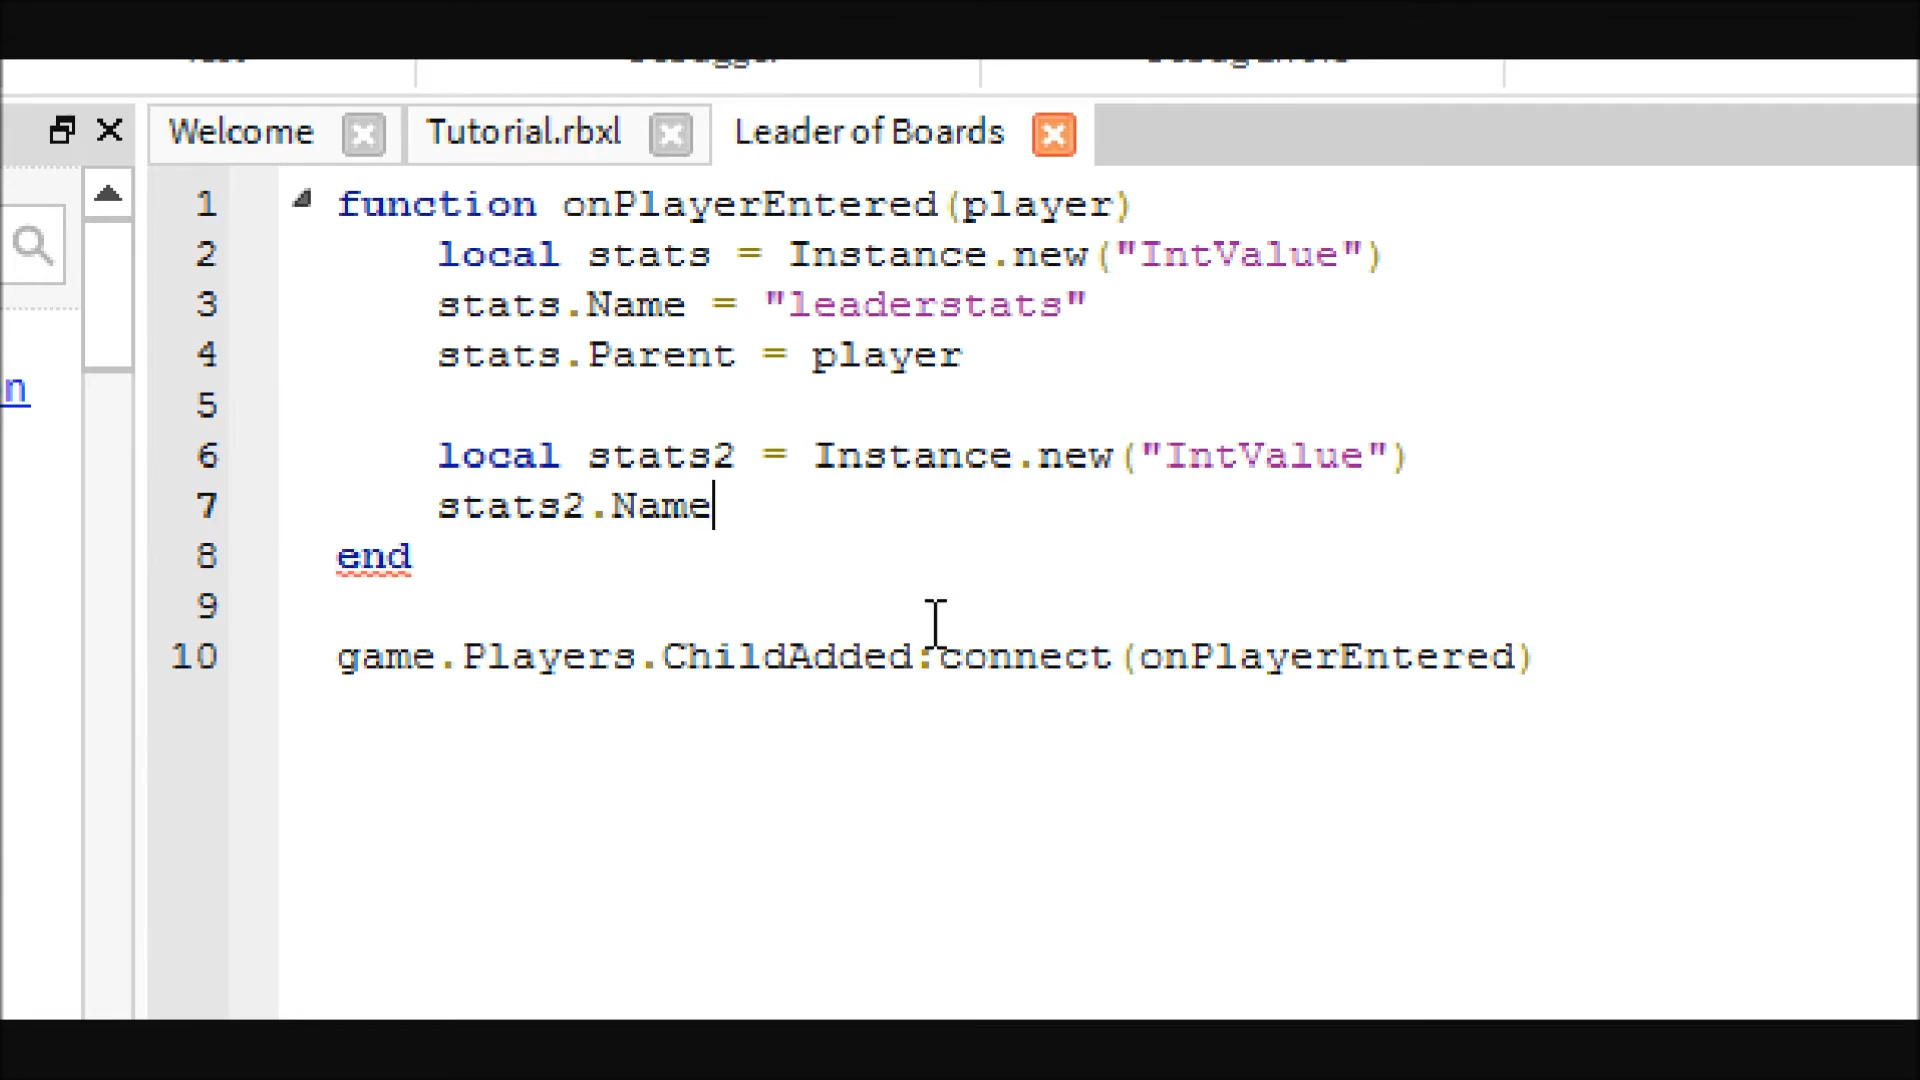 Welcome Tutorial.rbxl Leader of Boards
n
1 function onPlayerEntered(player)
2 local stats = Instance.new("IntValue")
3 stats.Name = "leaderstats"
4 stats.Parent = player
5
6 local stats2 = Instance.new("IntValue")
7 stats2.Name
8 end
9
10 game.Players.ChildAdded:connect(onPlayerEntered)